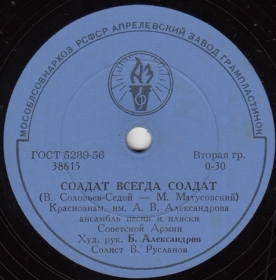 МОСОБЛСОВНАРХОЗ РСФСР АПРЕЛЕВСКИЙ ЗАВОД ГРАМПЛАСТИНОК
АЗ
Ф
ГОСТ 5289-56
Вторая гр.
38615
0-30
СОЛДАТ ВСЕГДА СОЛДАТ
(В. Соловьев-Седой — М. Матусовский)
Краснознам. им. А. В. Александрова
ансамбль песни и пляски
Советской Армии
Худ. рук. Б. Александров
Солист В. Русланов